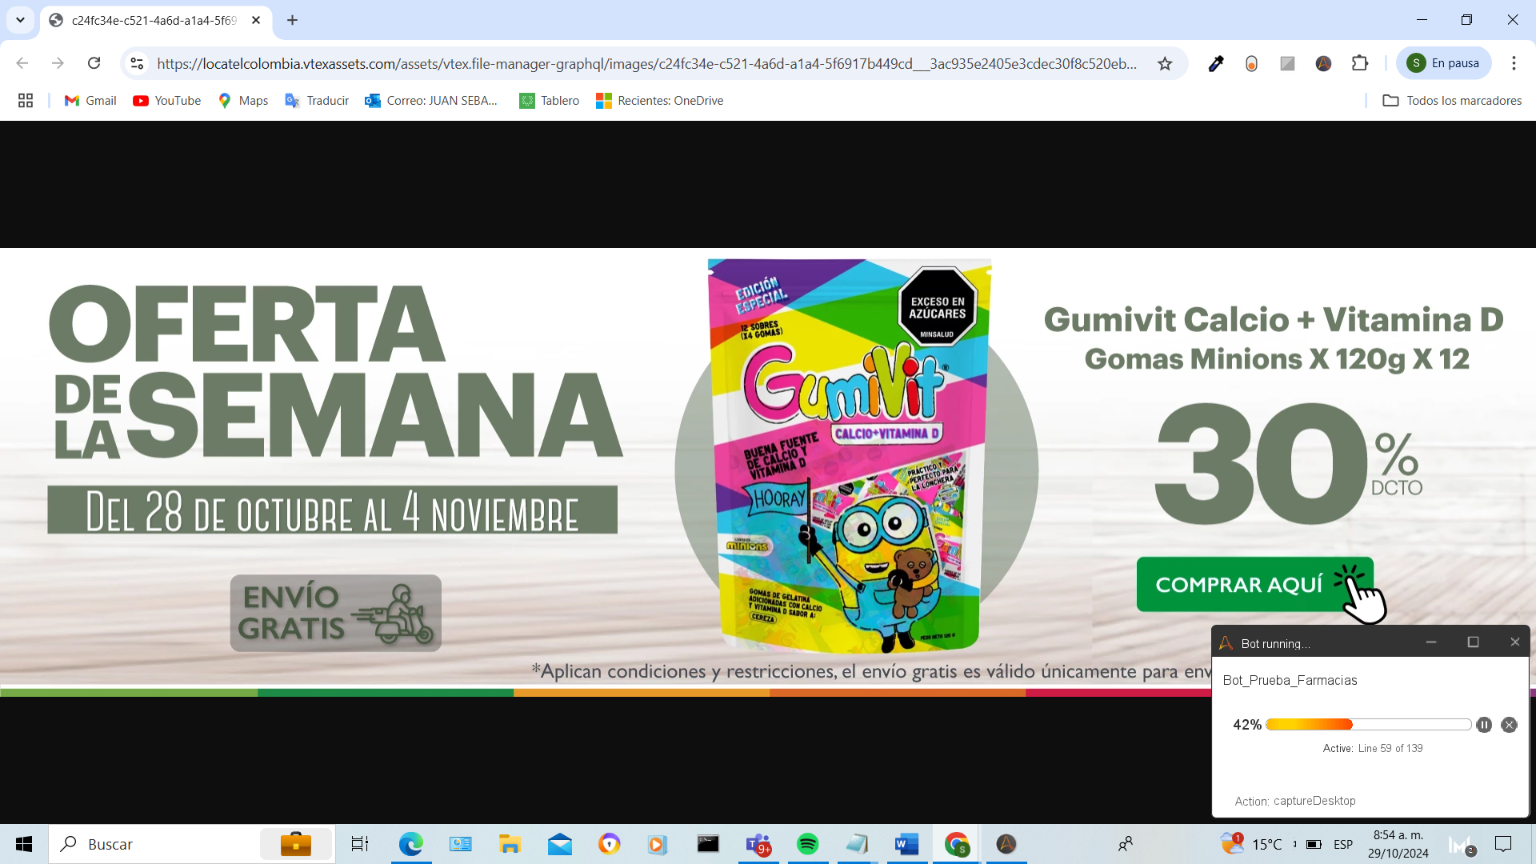 c24fc34e-c521-4a6d-a1a4-5f69
https://locatelcolombia.vtexassets.com/assets/vtex.file-manager-graphql/images/c24fc34e-c521-4a6d-a1a4-5f6917b449cd___3ac935e2405e3cdec30f8c520eb...
S En pausa
Gmail YouTube Maps Traducir Correo: JUAN SEBA... Tablero Recientes: OneDrive Todos los marcadores
OFERTA
DE LA SEMANA
DEL 28 DE OCTUBRE AL 4 NOVIEMBRE
ENVÍO
GRATIS
EDICIÓN
ESPECIAL
12 SOBRES
(X4 GOMAS)
EXCESO EN
AZÚCARES
MINSALUD
GumiVit®
CALCIO+VITAMINA D
BUENA FUENTE
DE CALCIO Y
VITAMINA D
PRÁCTICO Y
PERFECTO PARA
LA LONCHERA
HOORAY
minions
GOMAS DE GELATINA
ADICIONADAS CON CALCIO
Y VITAMINA D SABOR A:
CEREZA
PESO NETO 120 g
Gumivit Calcio + Vitamina D
Gomas Minions X 120g X 12
30%
DCTO
COMPRAR AQUÍ
*Aplican condiciones y restricciones, el envío gratis es válido únicamente para env
Bot running...
Bot_Prueba_Farmacias
42%
Active: Line 59 of 139
Action: captureDesktop
Buscar
9+
1
15°C
ESP
8:54 a. m.
29/10/2024
2